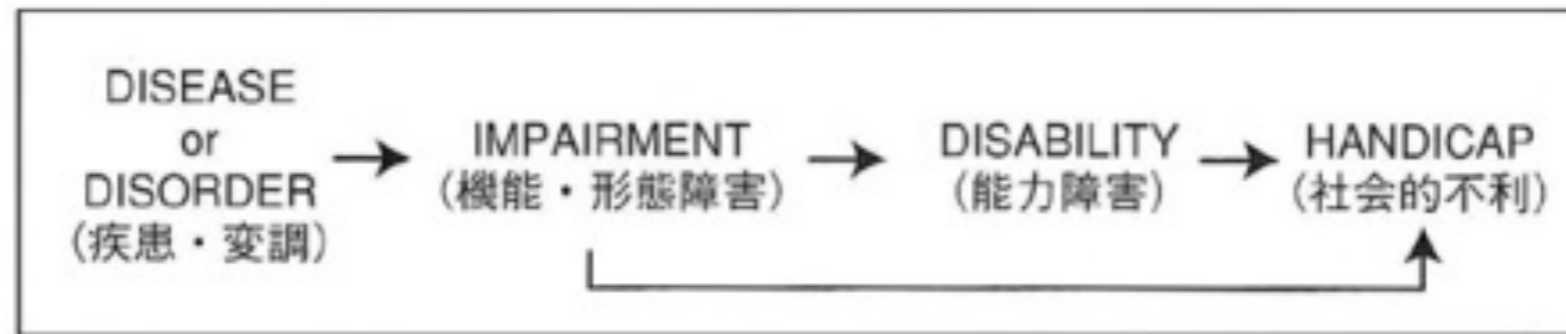 DISEASE
or
DISORDER
(疾患・変調)
IMPAIRMENT
(機能・形態障害)
DISABILITY
(能力障害)
HANDICAP
(社会的不利)